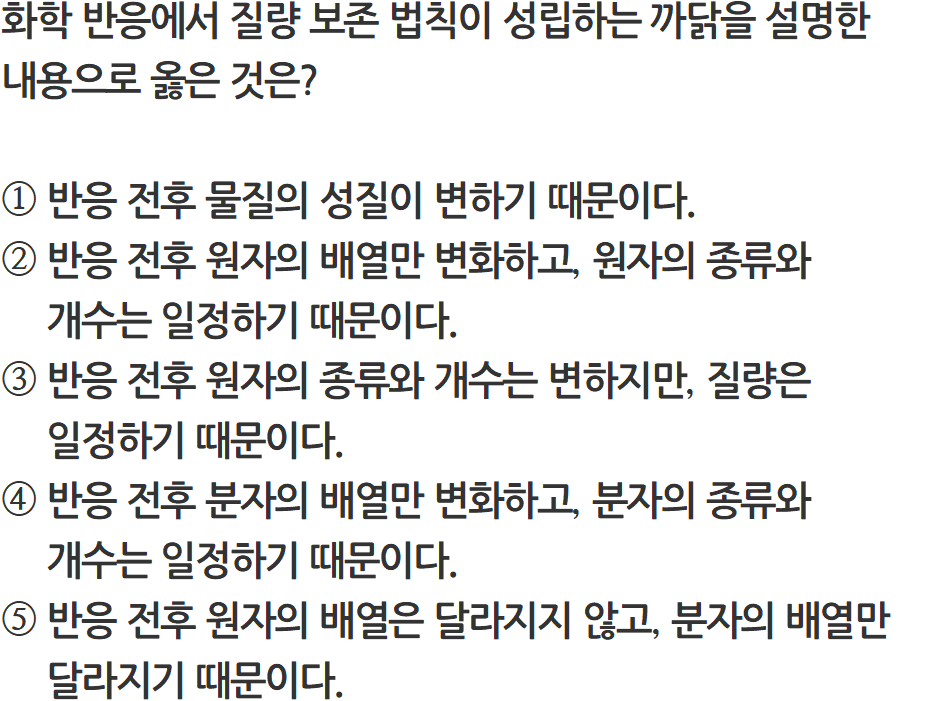 화학 반응에서 질량 보존 법칙이 성립하는 까닭을 설명한
내용으로 옳은 것은?
① 반응 전후 물질의 성질이 변하기 때문이다.
② 반응 전후 원자의 배열만 변화하고, 원자의 종류와
개수는 일정하기 때문이다.
③ 반응 전후 원자의 종류와 개수는 변하지만, 질량은
일정하기 때문이다.
④ 반응 전후 분자의 배열만 변화하고, 분자의 종류와
개수는 일정하기 때문이다.
⑤ 반응 전후 원자의 배열은 달라지지 않고, 분자의 배열만
달라지기 때문이다.